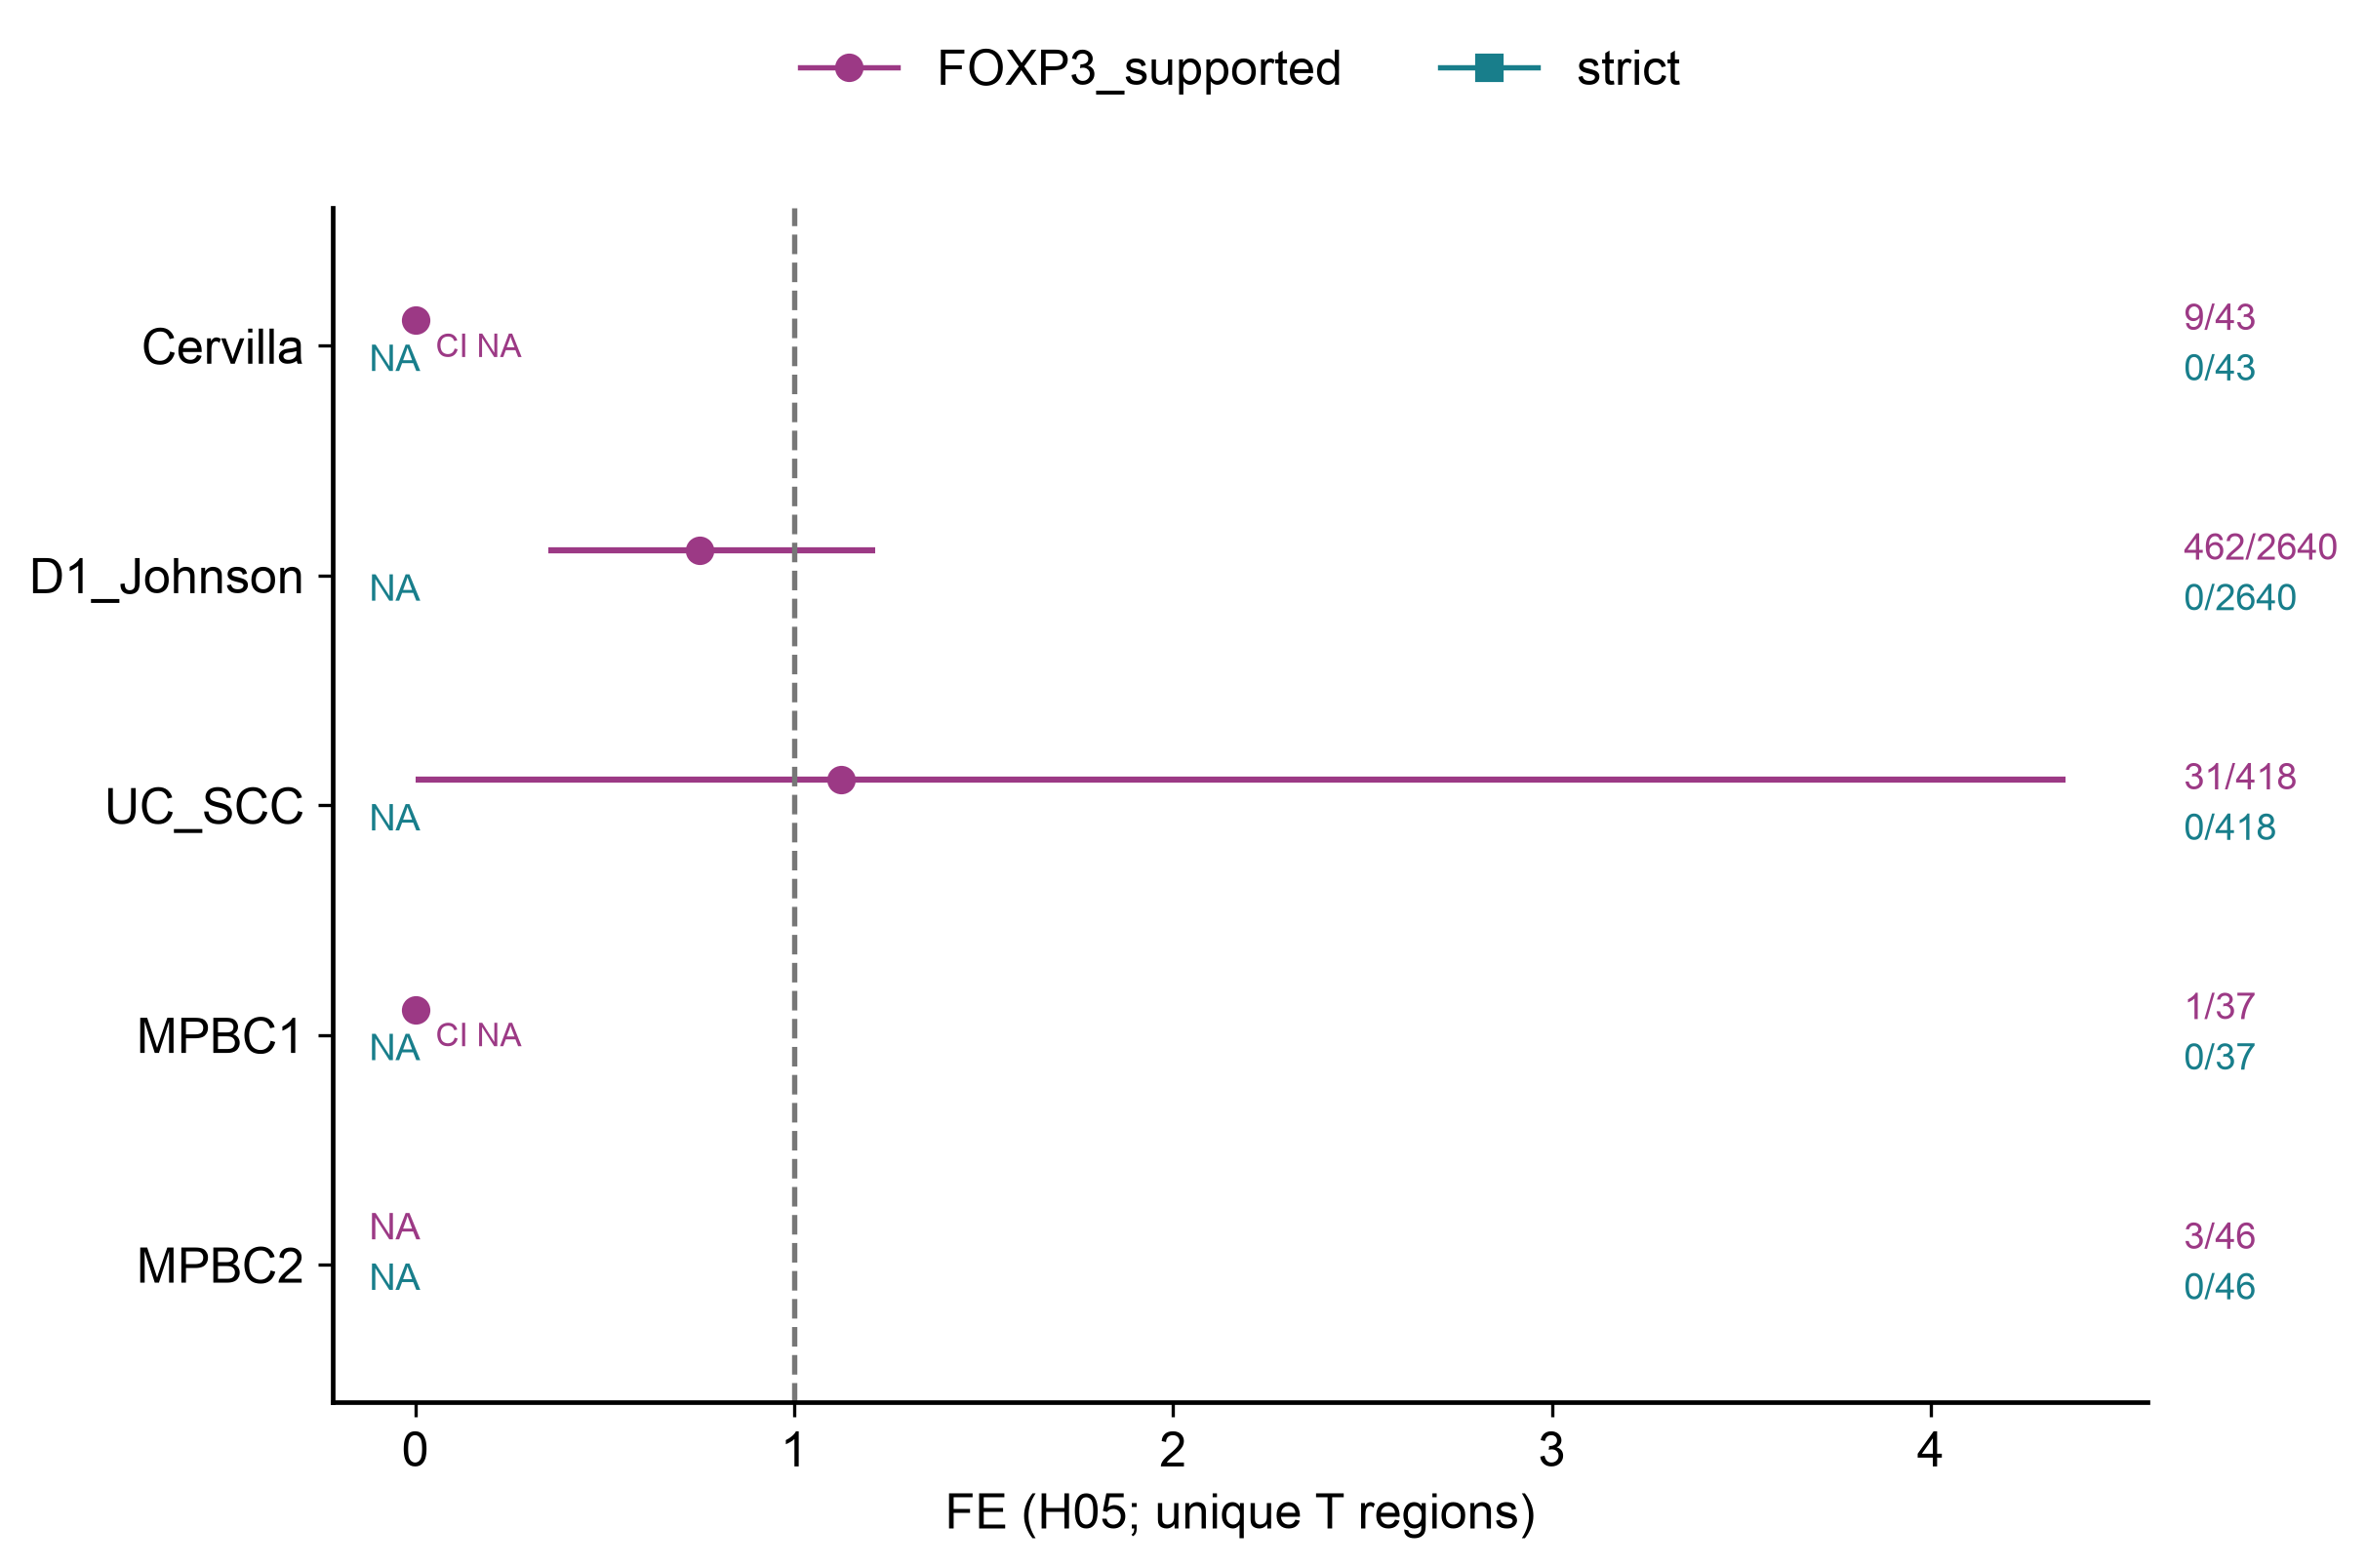 FOXP3_supported strict
Cervilla
NA CI NA
9/43
0/43
D1_Johnson
NA
462/2640
0/2640
UC_SCC
NA
31/418
0/418
MPBC1
NA CI NA
1/37
0/37
MPBC2
NA
NA
3/46
0/46
0 1 2 3 4
FE (H05; unique T regions)